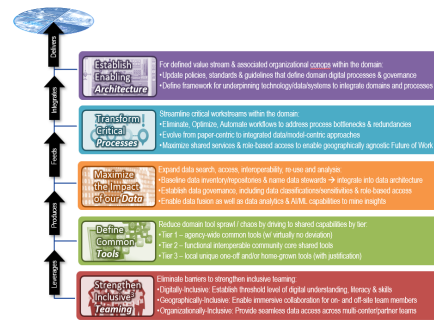 Delivers
Establish
Enabling
Architecture
For defined value stream & associated organizational conops within the domain:
• Update policies, standards & guidelines that define domain digital processes & governance
• Define framework for underpinning technology/data/systems to integrate domains and processes
Integrates
Transform
Critical
Processes
Streamline critical workstreams within the domain:
• Eliminate, Optimize, Automate workflows to address process bottlenecks & redundancies
• Evolve from paper-centric to integrated data/model-centric approaches
• Maximize shared services & role-based access to enable geographically agnostic Future of Work
Feeds
Maximize
the Impact
of our Data
Expand data search, access, interoperability, re-use and analysis:
• Baseline data inventory/repositories & name data stewards → integrate into data architecture
• Establish data governance, including data classifications/sensitivities & role-based access
• Enable data fusion as well as data analytics & AI/ML capabilities to mine insights
Produces
Define
Common
Tools
Reduce domain tool sprawl / chaos by driving to shared capabilities by tier:
• Tier 1 – agency-wide common tools (w/ virtually no deviation)
• Tier 2 – functional interoperable community core shared tools
• Tier 3 – local unique one-off and/or home-grown tools (with justification)
Leverages
Strengthen
Inclusive
Teaming
Eliminate barriers to strengthen inclusive teaming:
• Digitally-Inclusive: Establish threshold level of digital understanding, literacy & skills
• Geographically-Inclusive: Enable immersive collaboration for on- and off-site team members
• Organizationally-Inclusive: Provide seamless data access across multi-center/partner teams